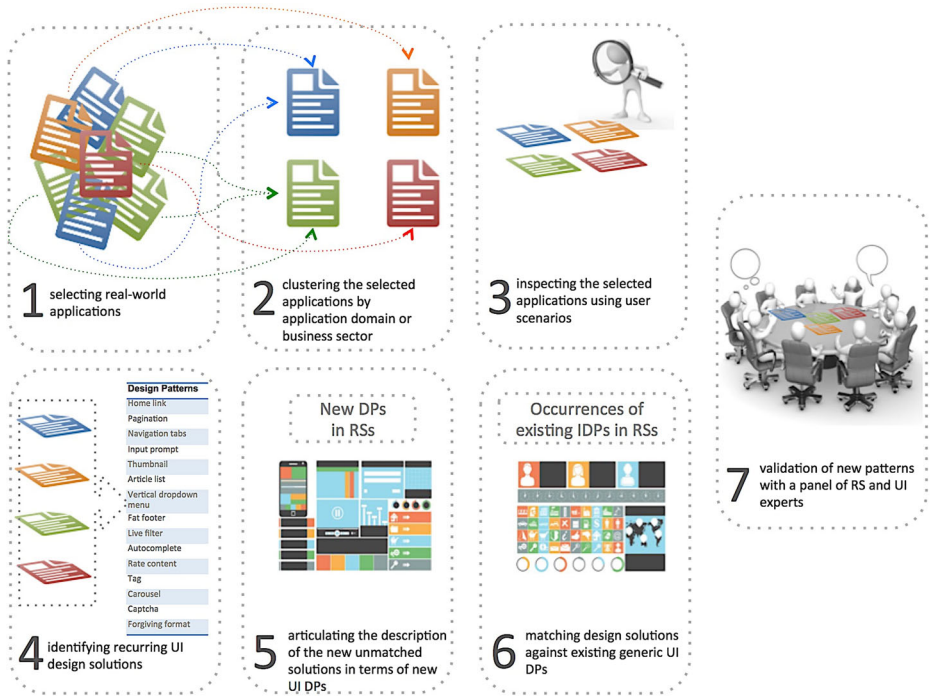 1 selecting real-world
applications
2 clustering the selected
applications by
application domain or
business sector
3 inspecting the selected
applications using user
scenarios
Design Patterns
Home link
Pagination
Navigation tabs
Input prompt
Thumbnail
Article list
Vertical dropdown
menu
Fat footer
Live filter
Autocomplete
Rate content
Tag
Carousel
Captcha
Forgiving format
4 identifying recurring UI
design solutions
New DPs
in RSs
5 articulating the description
of the new unmatched
solutions in terms of new
UI DPs
Occurrences of
existing IDPs in RSs
6 matching design solutions
against existing generic UI
DPs
7 validation of new patterns
with a panel of RS and UI
experts